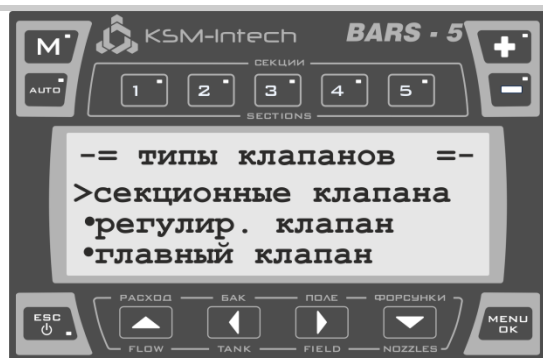 M KSM-Intech BARS - 5 +
AUTO СЕКЦИИ -
1 2 3 4 5
SECTIONS
-= типы клапанов =-
>секционные клапана
•регулир. клапан
•главный клапан
РАСХОД БАК ПОЛЕ ФОРСУНКИ
ESC MENU
OK
FLOW TANK FIELD NOZZLES